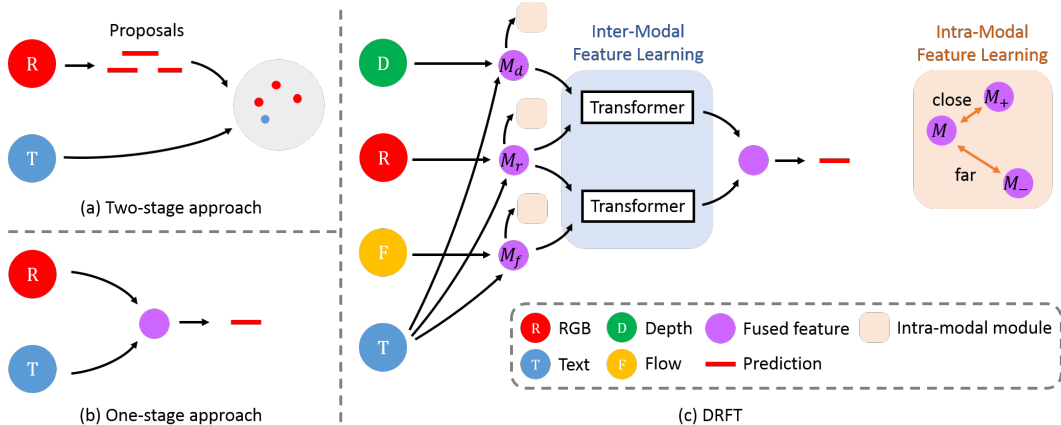 Proposals
R
T
(a) Two-stage approach
R
T
(b) One-stage approach
Inter-Modal
Feature Learning
D
M_d
Transformer
R
M_r
Transformer
F
M_f
T
Intra-Modal
Feature Learning
close
M_+
M
far
M_−
R RGB
D Depth
Fused feature
Intra-modal module
T Text
F Flow
Prediction
(c) DRFT